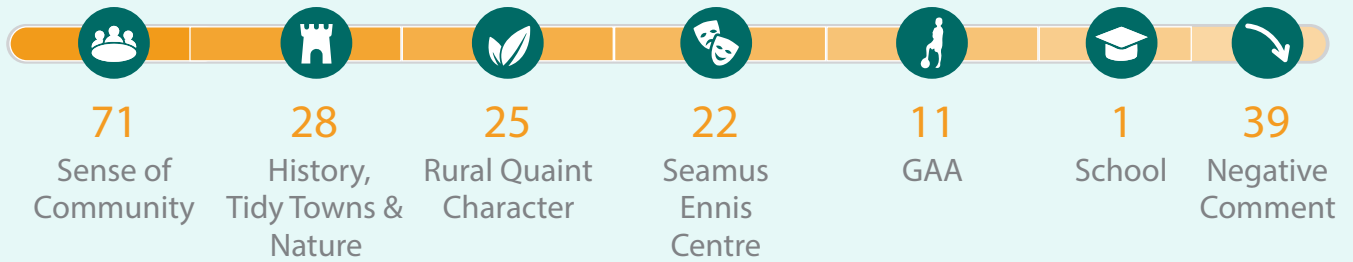 71
Sense of
Community
28
History,
Tidy Towns &
Nature
25
Rural Quaint
Character
22
Seamus
Ennis
Centre
11
GAA
1
School
39
Negative
Comment